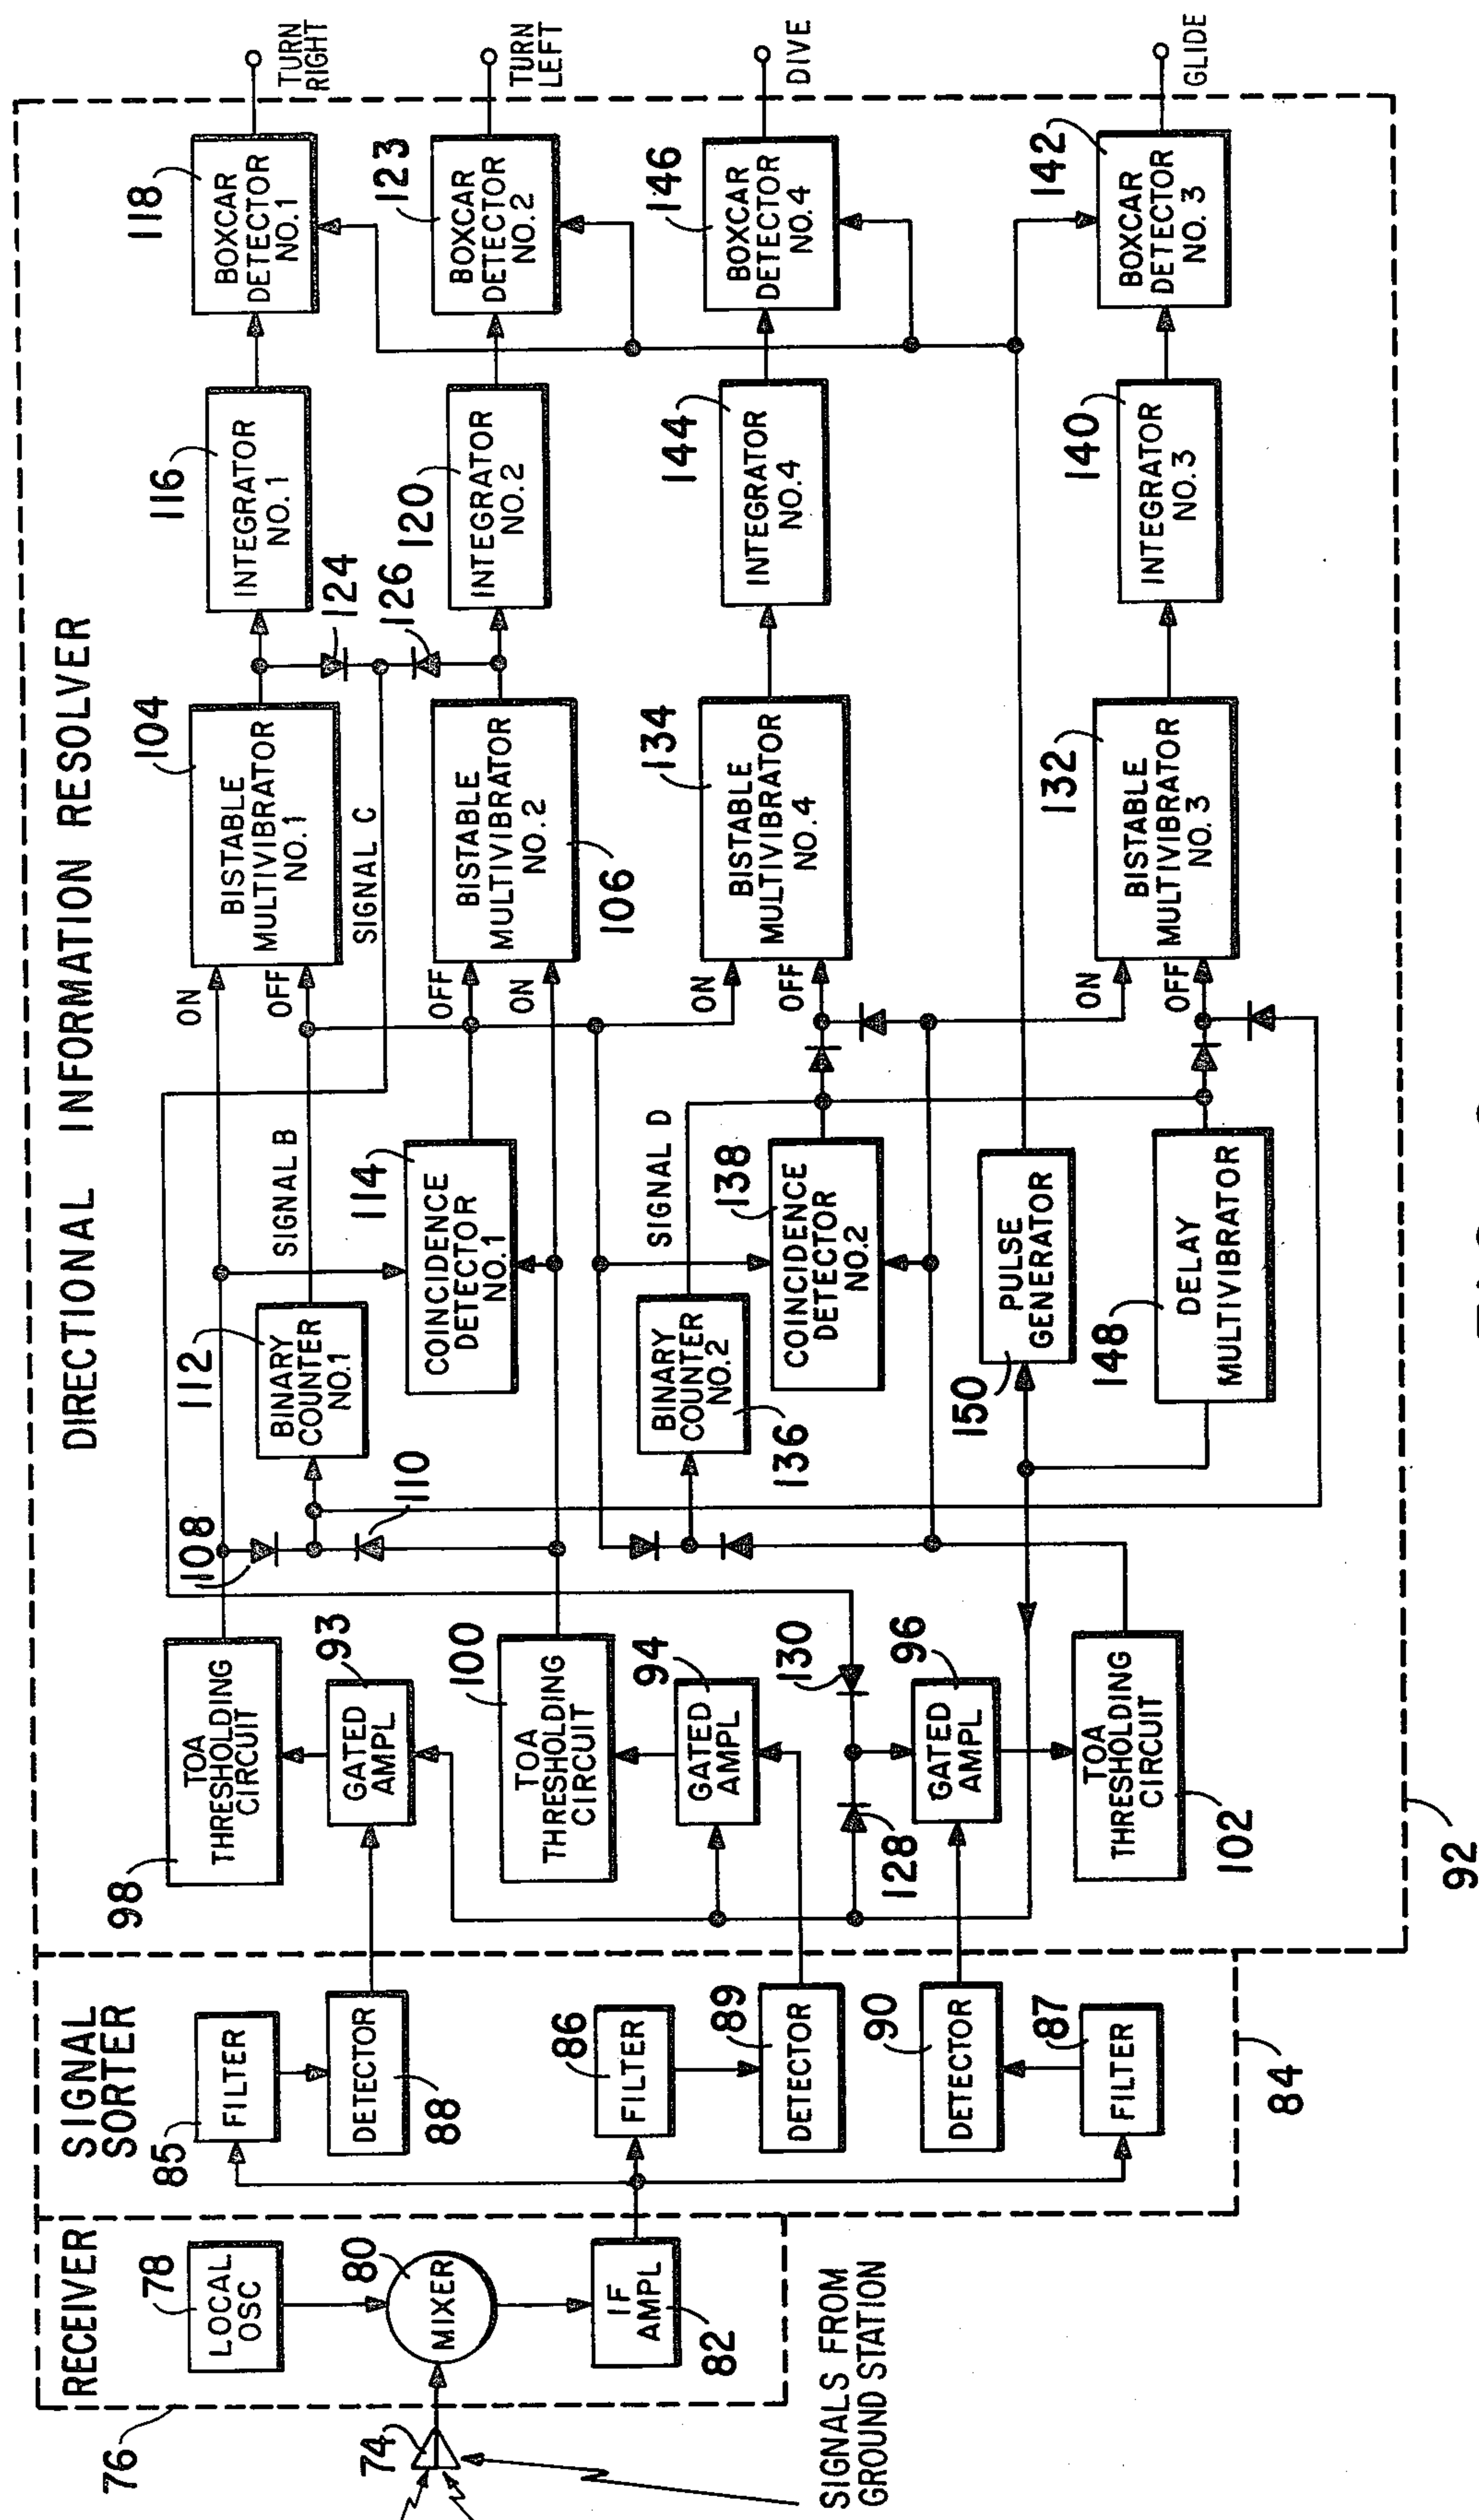 DIRECTIONAL INFORMATION RESOLVER
SIGNAL
SORTER
RECEIVER
76
74
78
LOCAL
OSC
80
MIXER
IF
AMPL
82
SIGNALS FROM
GROUND STATION
85
FILTER
DETECTOR
88
86
FILTER
89
DETECTOR
90
DETECTOR
87
FILTER
84
98
TOA
THRESHOLDING
CIRCUIT
93
GATED
AMPL
100
TOA
THRESHOLDING
CIRCUIT
94
GATED
AMPL
130
128
96
GATED
AMPL
TOA
THRESHOLDING
CIRCUIT
102
92
108
110
112
BINARY
COUNTER
NO.1
SIGNAL B
114
COINCIDENCE
DETECTOR
NO.1
BINARY
COUNTER
NO.2
136
SIGNAL D
138
COINCIDENCE
DETECTOR
NO.2
150
PULSE
GENERATOR
148
DELAY
MULTIVIBRATOR
ON
OFF
104
BISTABLE
MULTIVIBRATOR
NO.1
SIGNAL C
OFF
ON
BISTABLE
MULTIVIBRATOR
NO.2
106
ON
OFF
134
BISTABLE
MULTIVIBRATOR
NO.4
ON
OFF
132
BISTABLE
MULTIVIBRATOR
NO.3
116
INTEGRATOR
NO.1
124
126
120
INTEGRATOR
NO.2
144
INTEGRATOR
NO.4
140
INTEGRATOR
NO.3
118
BOXCAR
DETECTOR
NO.1
TURN
RIGHT
123
BOXCAR
DETECTOR
NO.2
TURN
LEFT
146
BOXCAR
DETECTOR
NO.4
DIVE
142
BOXCAR
DETECTOR
NO.3
GLIDE